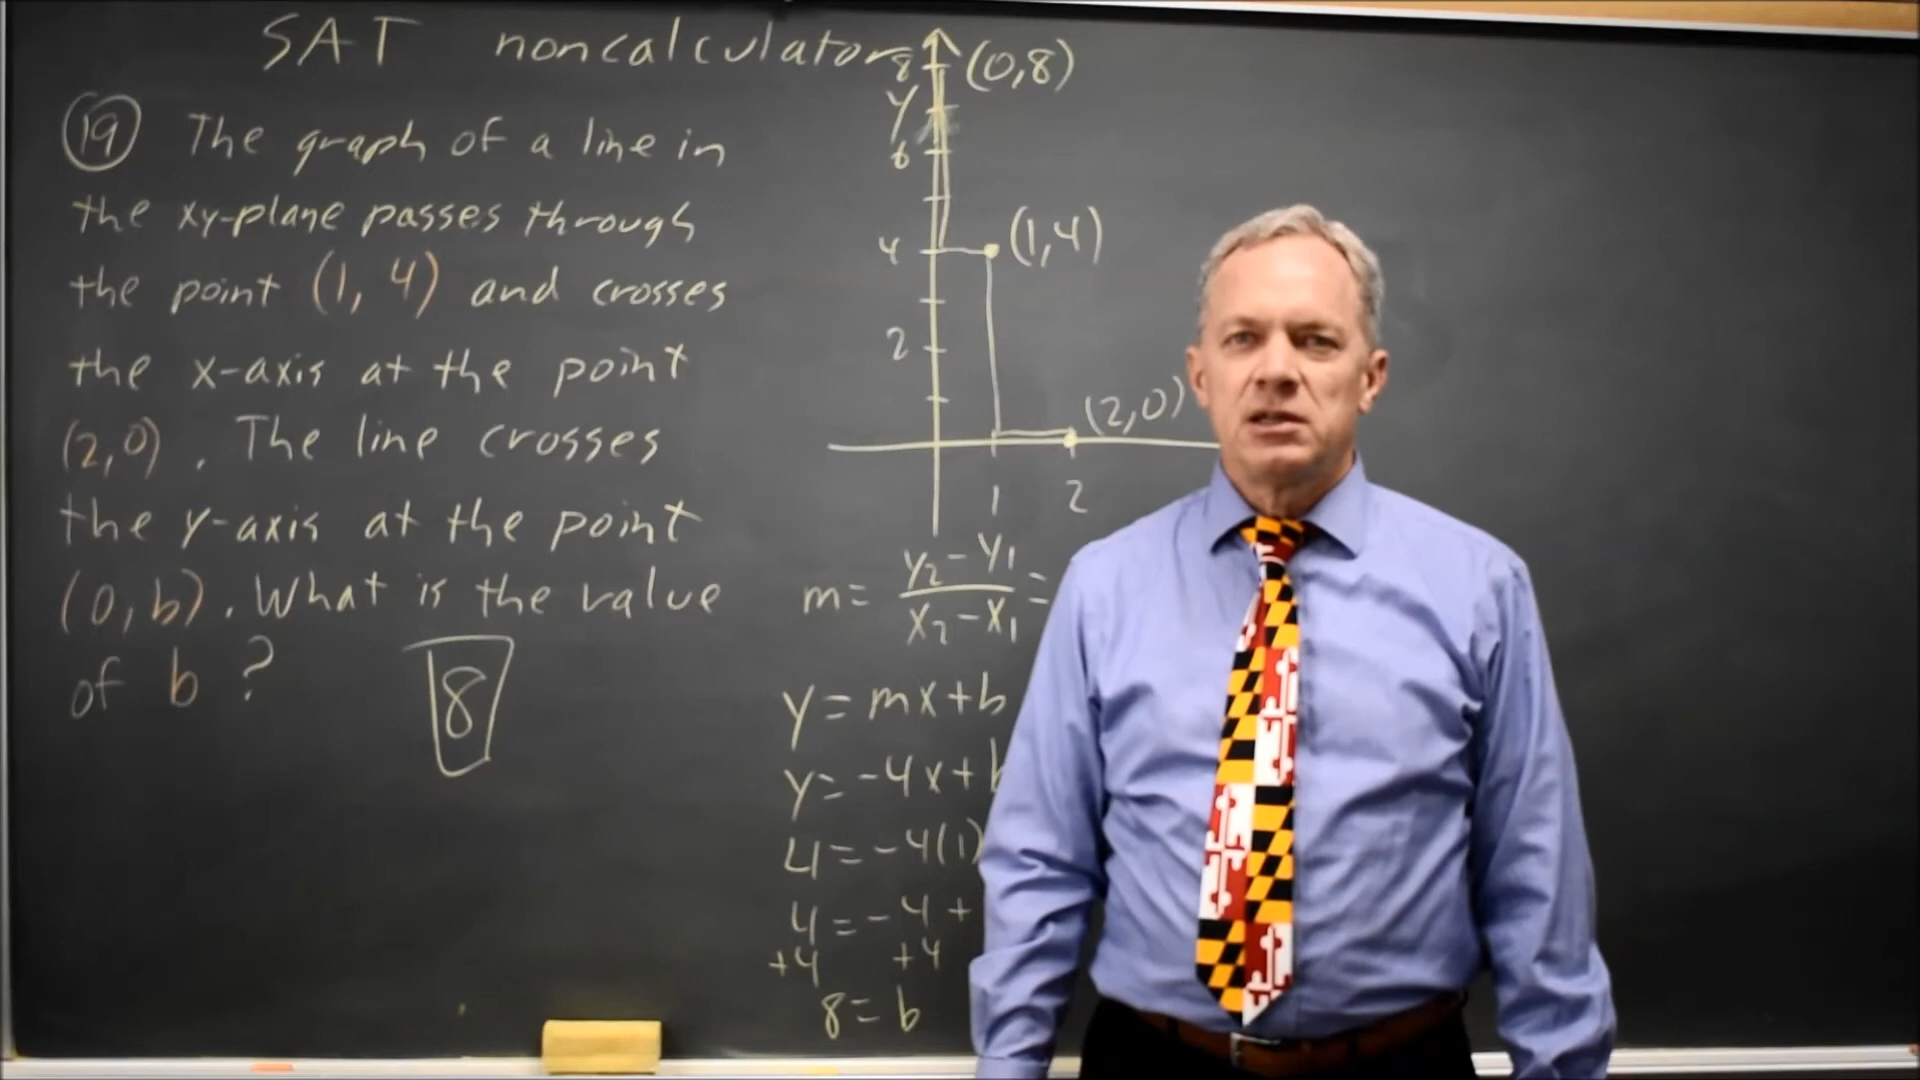 SAT noncalculator
19 The graph of a line in
the xy-plane passes through
the point (1, 4) and crosses
the x-axis at the point
(2,0). The line crosses
the y-axis at the point
(0, b). What is the value
of b ?
8
8 (0,8)
y
6
4 (1,4)
2
(2,0)
1 2
m = y₂ - y₁ / x₂ - x₁ =
y = mx + b
y = -4x + b
4 = -4(1)
4 = -4 +
+4 +4
8 = b